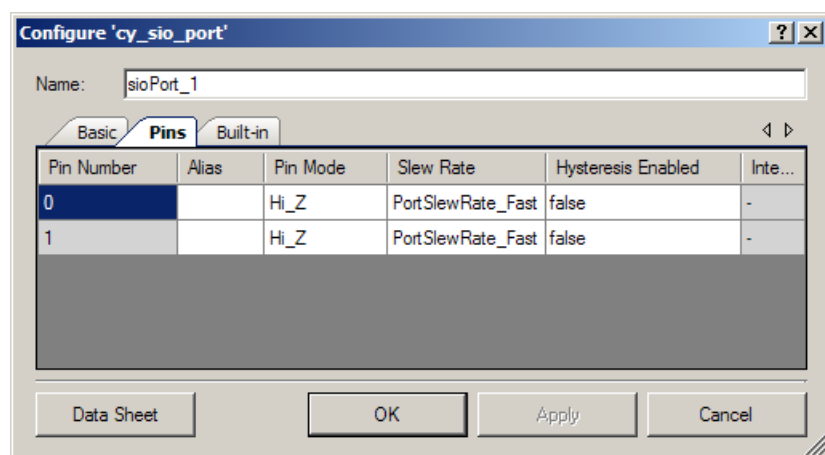 Configure 'cy_sio_port'
Name: sioPort_1
Basic Pins Built-in
Pin Number Alias Pin Mode Slew Rate Hysteresis Enabled Inte...
0 Hi_Z PortSlewRate_Fast false -
1 Hi_Z PortSlewRate_Fast false -
Data Sheet OK Apply Cancel